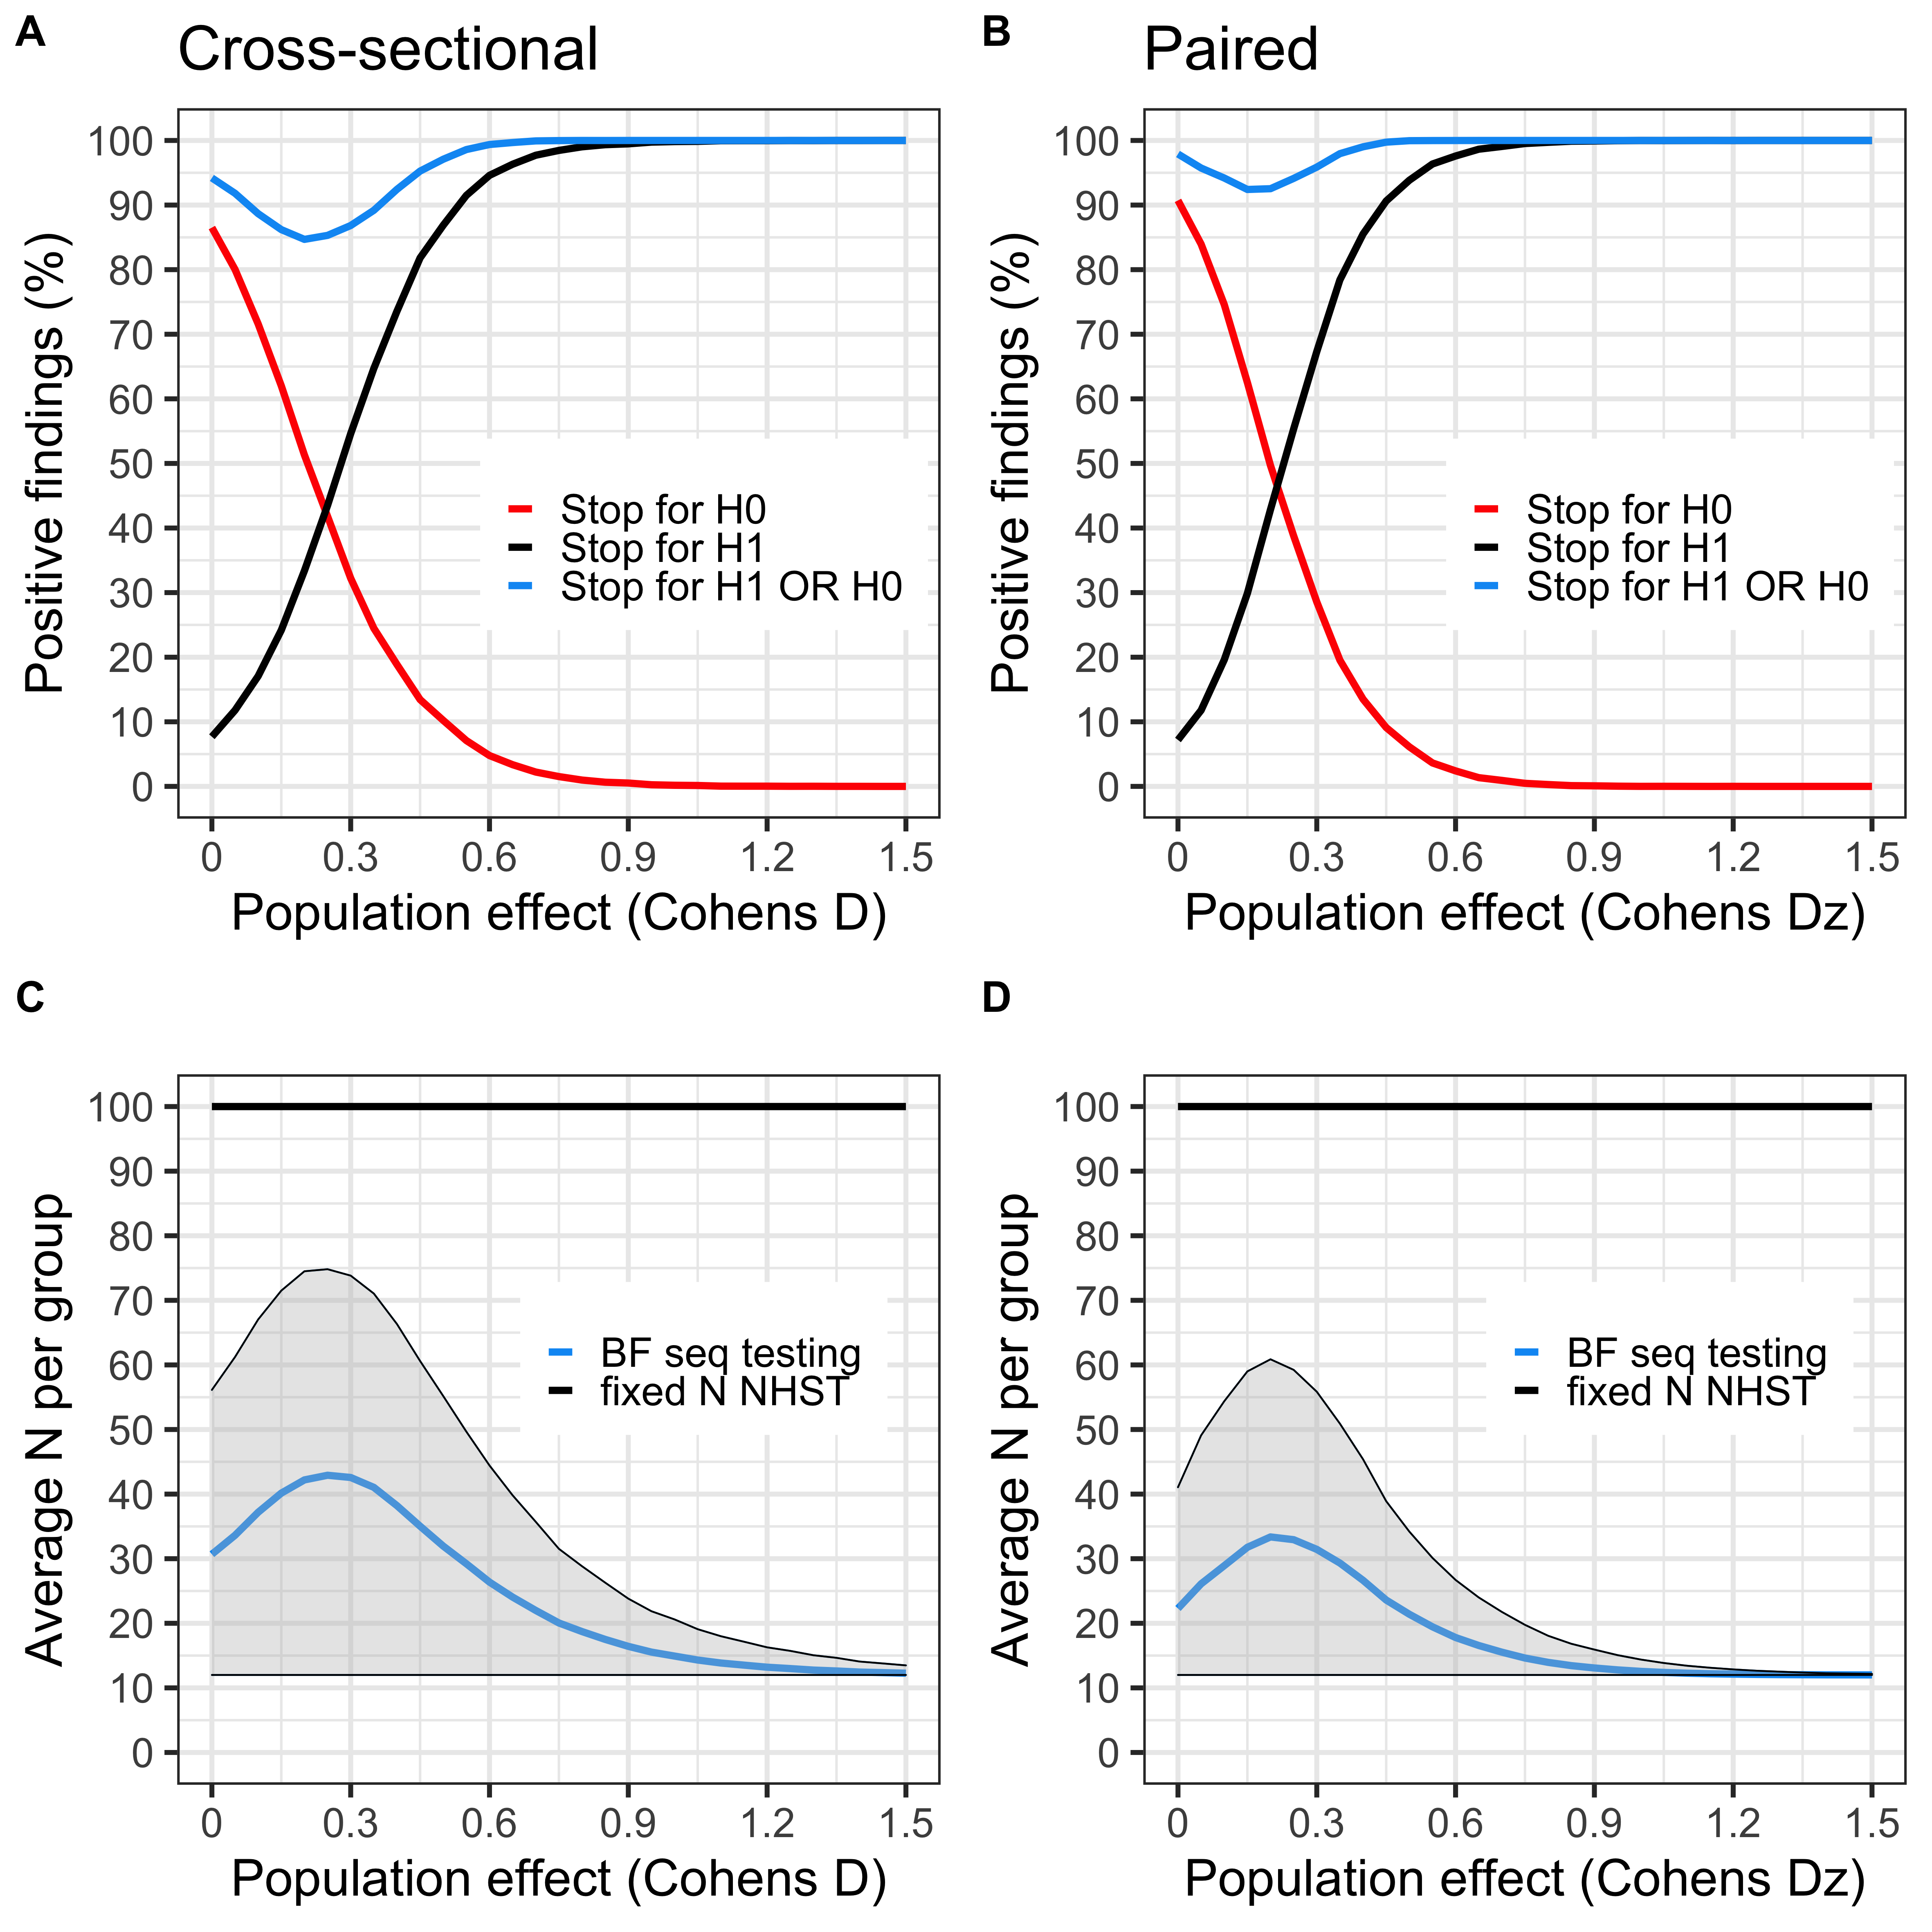 A
Cross-sectional
Positive findings (%)
100
90
80
70
60
50
40
30
20
10
0
Stop for H0
Stop for H1
Stop for H1 OR H0
0 0.3 0.6 0.9 1.2 1.5
Population effect (Cohens D)
B
Paired
Positive findings (%)
100
90
80
70
60
50
40
30
20
10
0
Stop for H0
Stop for H1
Stop for H1 OR H0
0 0.3 0.6 0.9 1.2 1.5
Population effect (Cohens Dz)
C
Average N per group
100
90
80
70
60
50
40
30
20
10
0
BF seq testing
fixed N NHST
0 0.3 0.6 0.9 1.2 1.5
Population effect (Cohens D)
D
Average N per group
100
90
80
70
60
50
40
30
20
10
0
BF seq testing
fixed N NHST
0 0.3 0.6 0.9 1.2 1.5
Population effect (Cohens Dz)